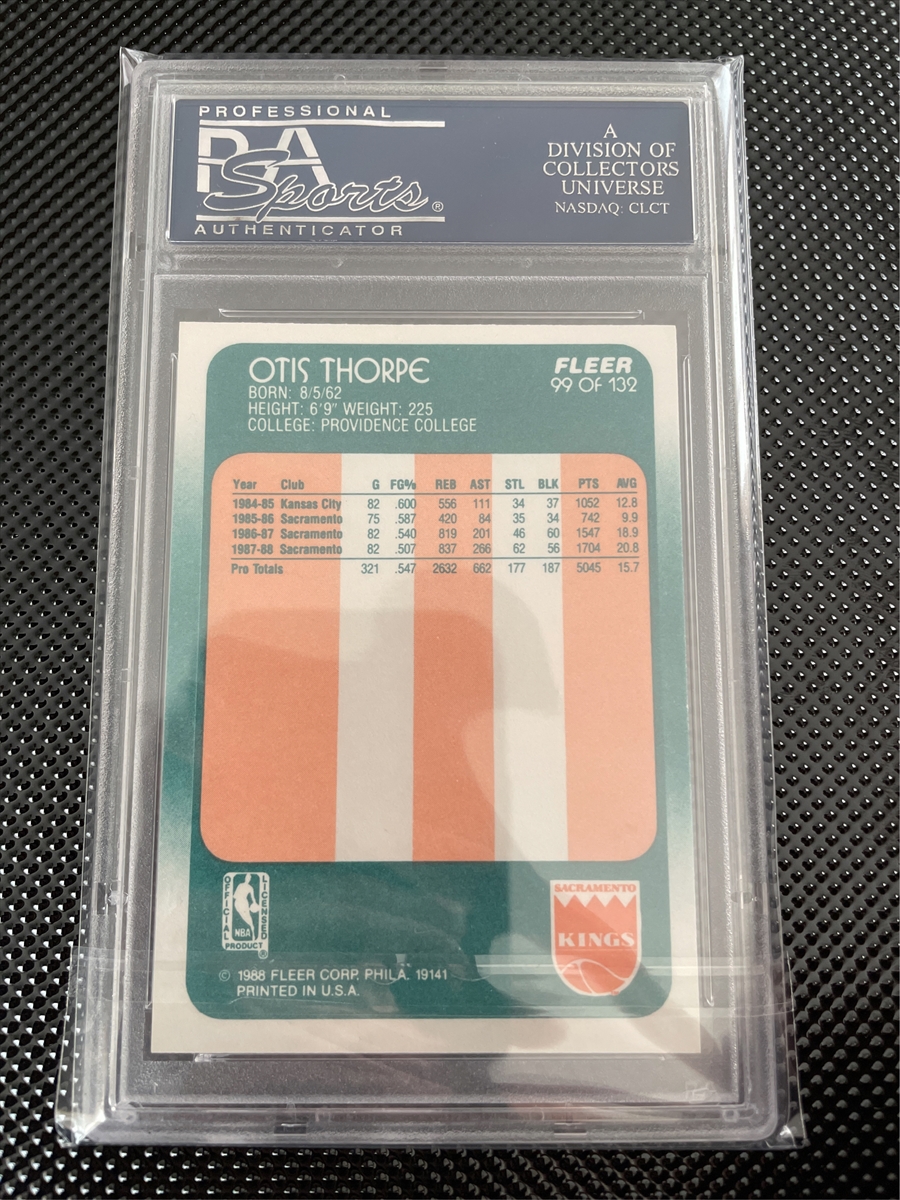 PROFESSIONAL
PSA
Sports®
AUTHENTICATOR
A
DIVISION OF
COLLECTORS
UNIVERSE
NASDAQ: CLCT
OTIS THORPE
BORN: 8/5/62
HEIGHT: 6'9" WEIGHT: 225
COLLEGE: PROVIDENCE COLLEGE
FLEER
99 OF 132
Year Club G FG% REB AST STL BLK PTS AVG
1984-85 Kansas City 82 .600 556 111 34 37 1052 12.8
1985-86 Sacramento 75 .587 420 84 35 34 742 9.9
1986-87 Sacramento 82 .540 819 201 46 60 1547 18.9
1987-88 Sacramento 82 .507 837 266 62 56 1704 20.8
Pro Totals 321 .547 2632 662 177 187 5045 15.7
OFFICIAL
LICENSED
NBA
PRODUCT
®
SACRAMENTO
KINGS
© 1988 FLEER CORP. PHILA. 19141
PRINTED IN U.S.A.